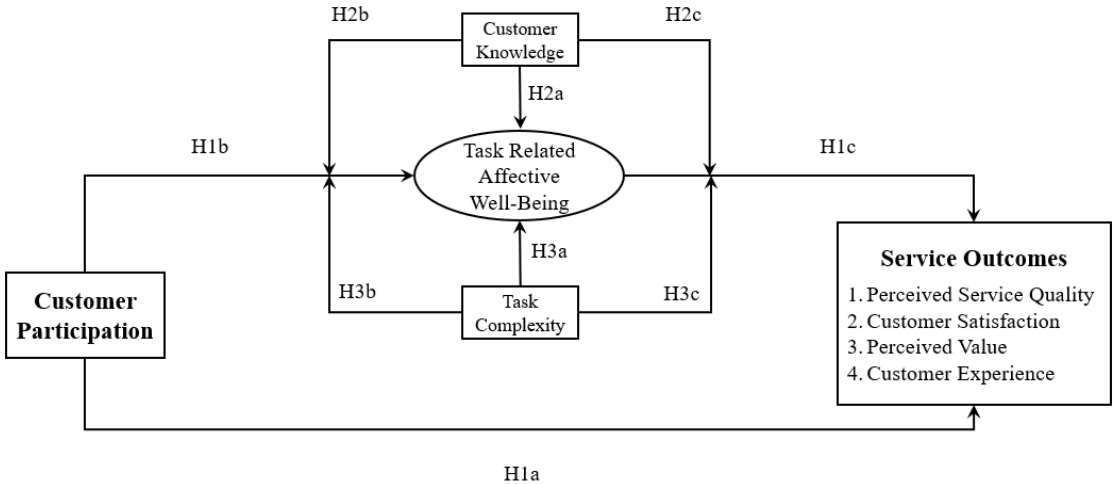 H2b
Customer
Knowledge
H2c
H2a
H1b
Task Related
Affective
Well-Being
H1c
H3a
Customer
Participation
H3b
Task
Complexity
H3c
Service Outcomes
1. Perceived Service Quality
2. Customer Satisfaction
3. Perceived Value
4. Customer Experience
H1a